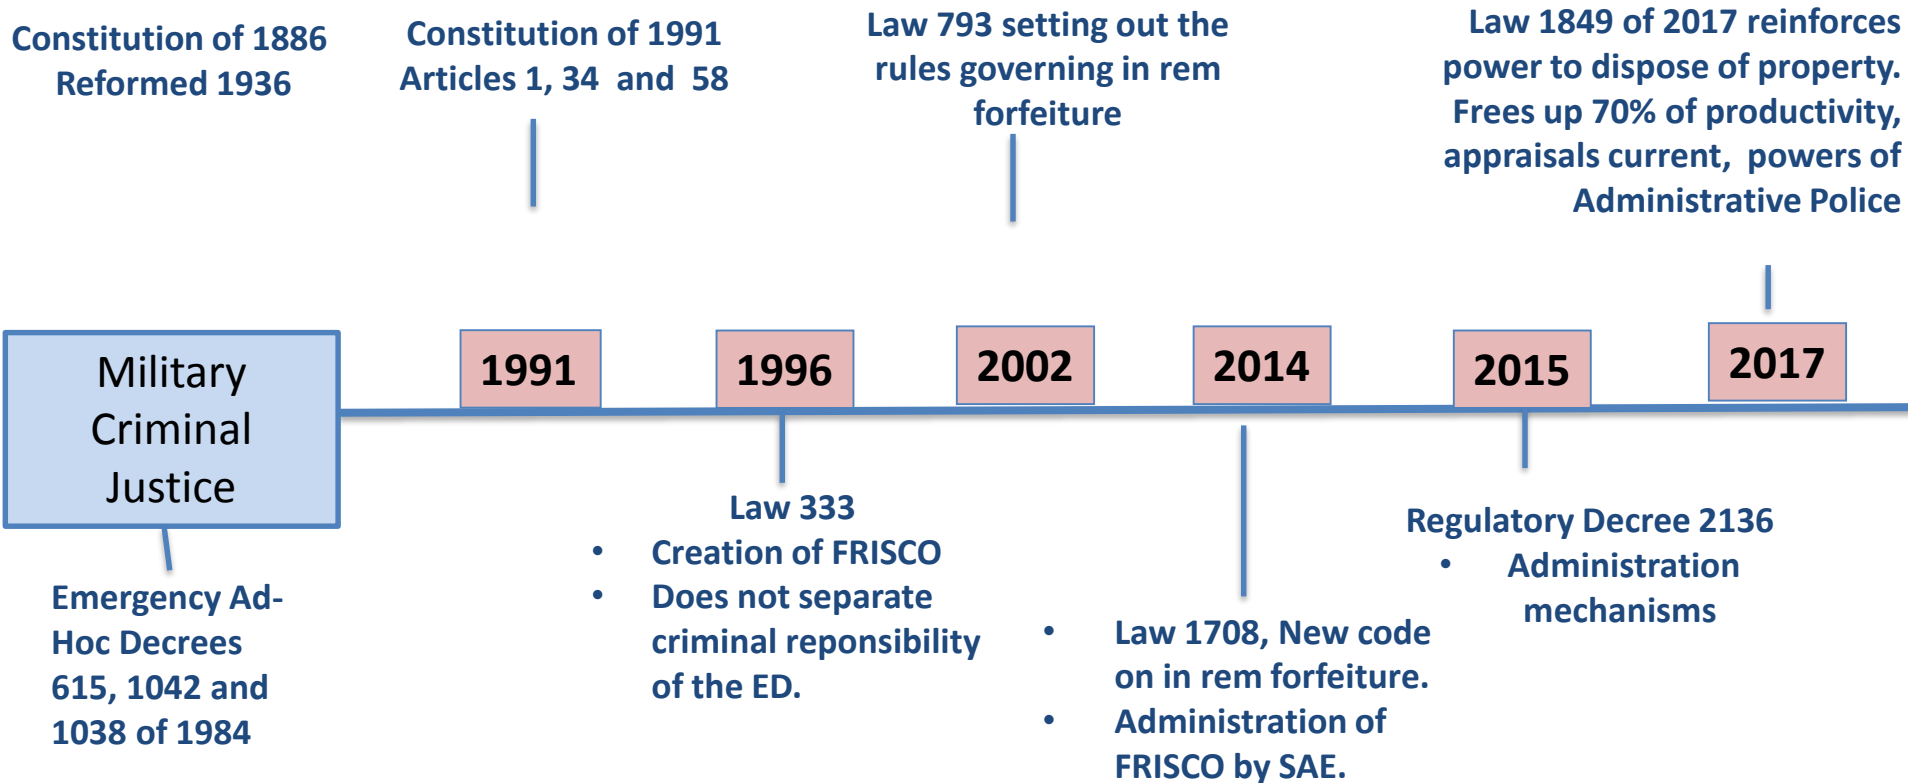 Constitution of 1886
Reformed 1936
Constitution of 1991
Articles 1, 34 and 58
Law 793 setting out the
rules governing in rem
forfeiture
Law 1849 of 2017 reinforces
power to dispose of property.
Frees up 70% of productivity,
appraisals current, powers of
Administrative Police
Military
Criminal
Justice
1991
1996
2002
2014
2015
2017
Emergency Ad-
Hoc Decrees
615, 1042 and
1038 of 1984
Law 333
• Creation of FRISCO
• Does not separate
criminal reponsibility
of the ED.
• Law 1708, New code
on in rem forfeiture.
• Administration of
FRISCO by SAE.
Regulatory Decree 2136
• Administration
mechanisms